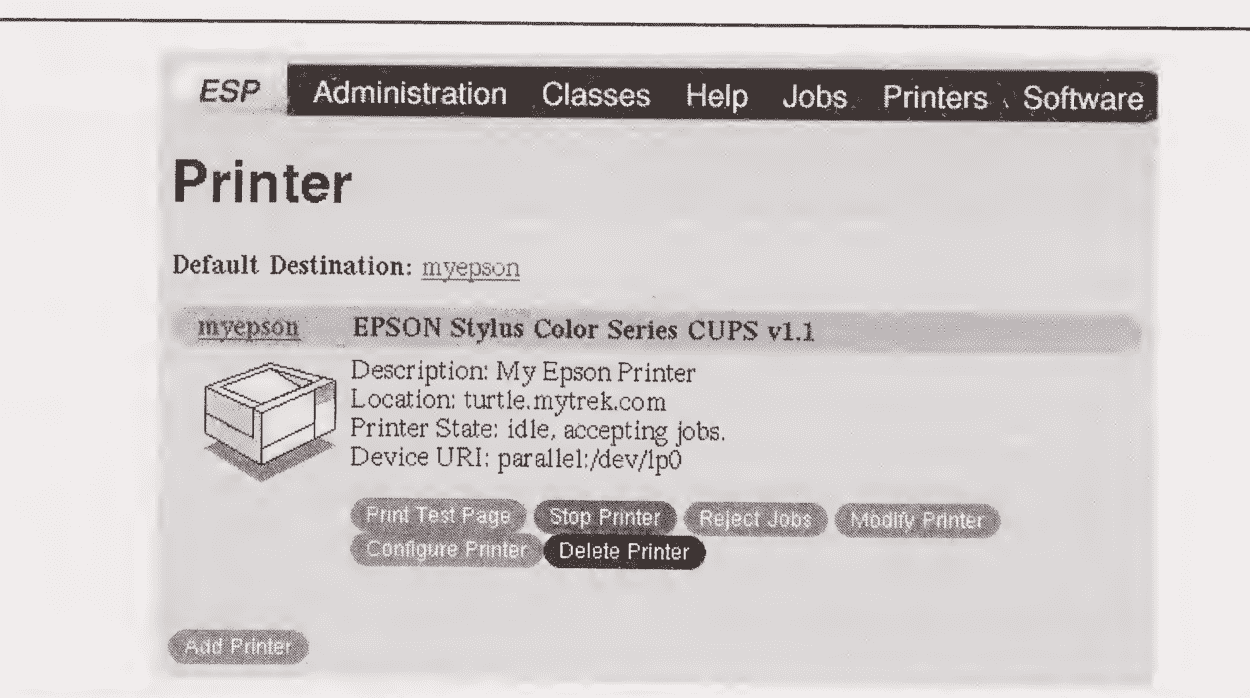 ESP Administration Classes Help Jobs Printers Software
Printer
Default Destination: myepson
myepson EPSON Stylus Color Series CUPS v1.1
Description: My Epson Printer
Location: turtle.mytrek.com
Printer State: idle, accepting jobs.
Device URI: parallel:/dev/lp0
Print Test Page Stop Printer Reject Jobs Modify Printer
Configure Printer Delete Printer
Add Printer